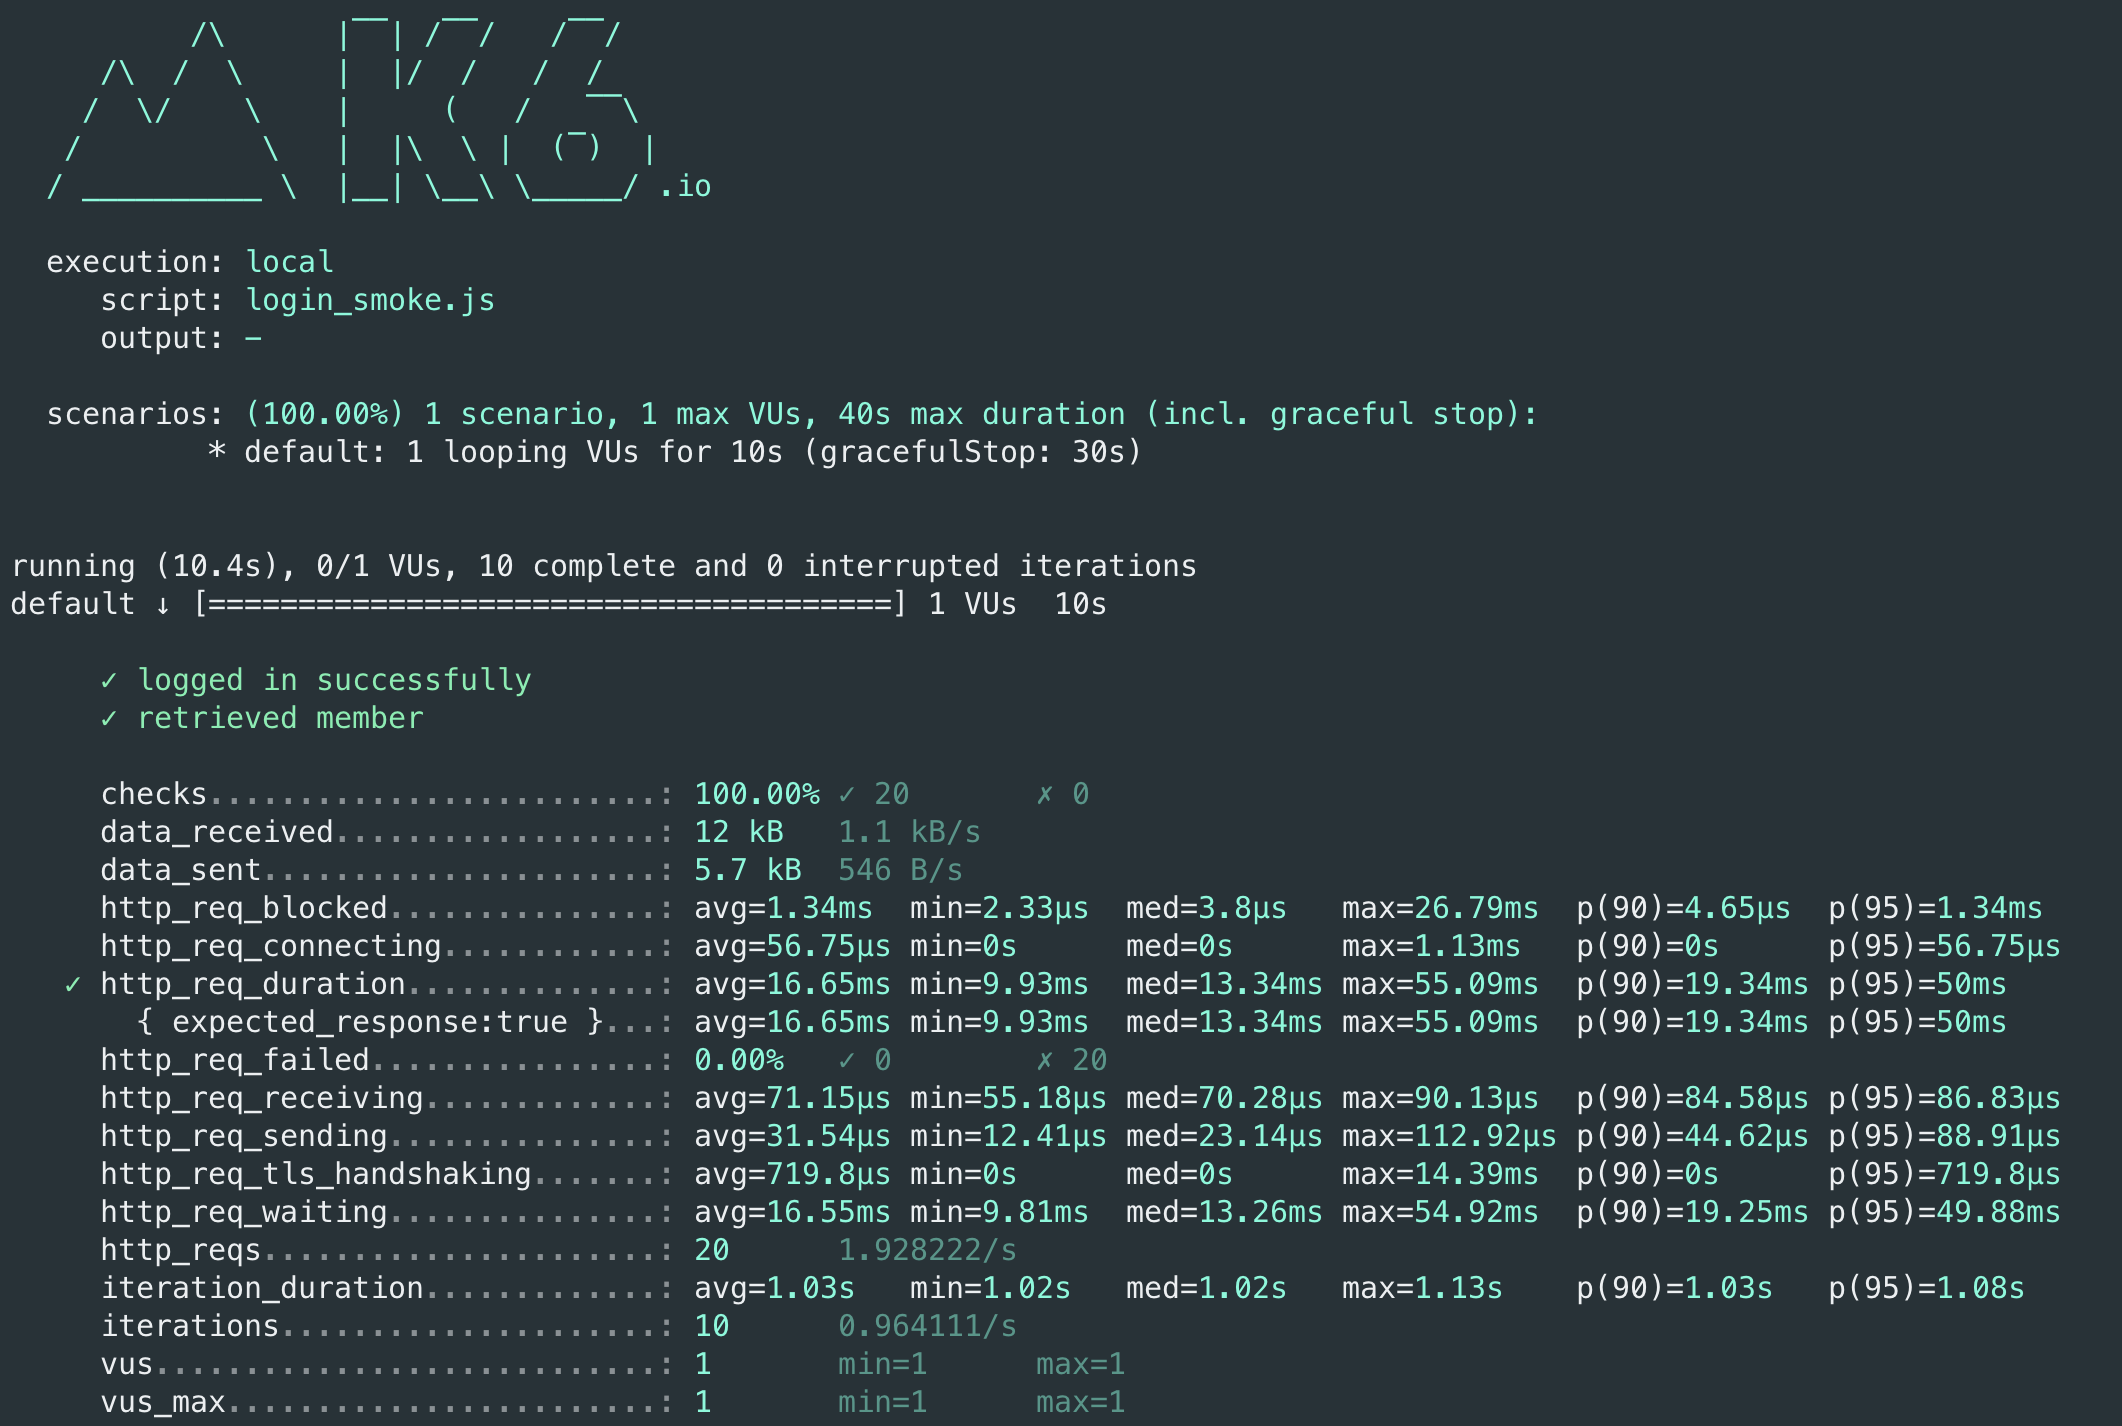 /\      |‾‾| /‾‾/   /‾‾/
     /\  /  \     |  |/  /   /  /
    /  \/    \    |     (   /   ‾‾\
   /          \   |  |\  \ |  (‾)  |
  / __________ \  |__| \__\ \_____/ .io
execution: local
script: login_smoke.js
output: -
scenarios: (100.00%) 1 scenario, 1 max VUs, 40s max duration (incl. graceful stop):
* default: 1 looping VUs for 10s (gracefulStop: 30s)
running (10.4s), 0/1 VUs, 10 complete and 0 interrupted iterations
default ↓ [======================================] 1 VUs  10s
✓ logged in successfully
✓ retrieved member
checks.........................: 100.00% ✓ 20       ✗ 0
data_received..................: 12 kB   1.1 kB/s
data_sent......................: 5.7 kB  546 B/s
http_req_blocked...............: avg=1.34ms  min=2.33µs  med=3.8µs   max=26.79ms  p(90)=4.65µs  p(95)=1.34ms
http_req_connecting............: avg=56.75µs min=0s      med=0s      max=1.13ms   p(90)=0s      p(95)=56.75µs
✓ http_req_duration..............: avg=16.65ms min=9.93ms  med=13.34ms max=55.09ms  p(90)=19.34ms p(95)=50ms
{ expected_response:true }...: avg=16.65ms min=9.93ms  med=13.34ms max=55.09ms  p(90)=19.34ms p(95)=50ms
http_req_failed................: 0.00%   ✓ 0        ✗ 20
http_req_receiving.............: avg=71.15µs min=55.18µs med=70.28µs max=90.13µs  p(90)=84.58µs p(95)=86.83µs
http_req_sending...............: avg=31.54µs min=12.41µs med=23.14µs max=112.92µs p(90)=44.62µs p(95)=88.91µs
http_req_tls_handshaking.......: avg=719.8µs min=0s      med=0s      max=14.39ms  p(90)=0s      p(95)=719.8µs
http_req_waiting...............: avg=16.55ms min=9.81ms  med=13.26ms max=54.92ms  p(90)=19.25ms p(95)=49.88ms
http_reqs......................: 20      1.928222/s
iteration_duration.............: avg=1.03s   min=1.02s   med=1.02s   max=1.13s    p(90)=1.03s   p(95)=1.08s
iterations.....................: 10      0.964111/s
vus............................: 1       min=1      max=1
vus_max........................: 1       min=1      max=1